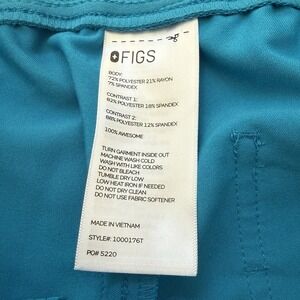 FIGS
BODY:
72% POLYESTER 21% RAYON
7% SPANDEX
CONTRAST 1:
82% POLYESTER 18% SPANDEX
CONTRAST 2:
88% POLYESTER 12% SPANDEX
100% AWESOME
TURN GARMENT INSIDE OUT
MACHINE WASH COLD
WASH WITH LIKE COLORS
DO NOT BLEACH
TUMBLE DRY LOW
LOW HEAT IRON IF NEEDED
DO NOT DRY CLEAN
DO NOT USE FABRIC SOFTENER
MADE IN VIETNAM
STYLE#: 1000176T
PO# 5220